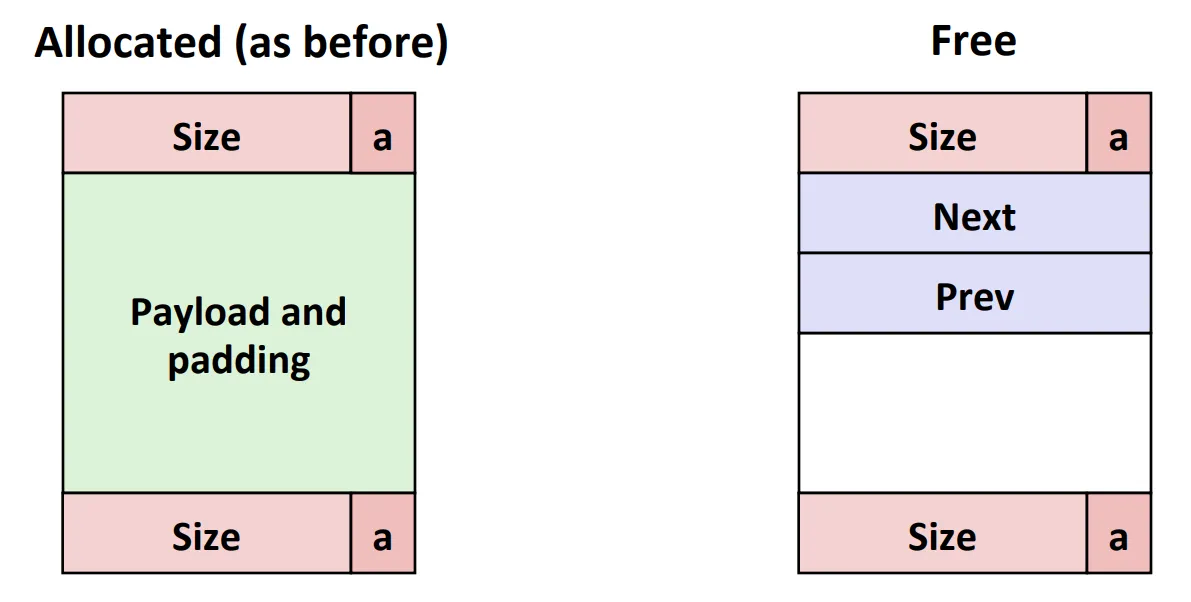 Allocated (as before)
Size a
Payload and
padding
Size a
Free
Size a
Next
Prev
Size a